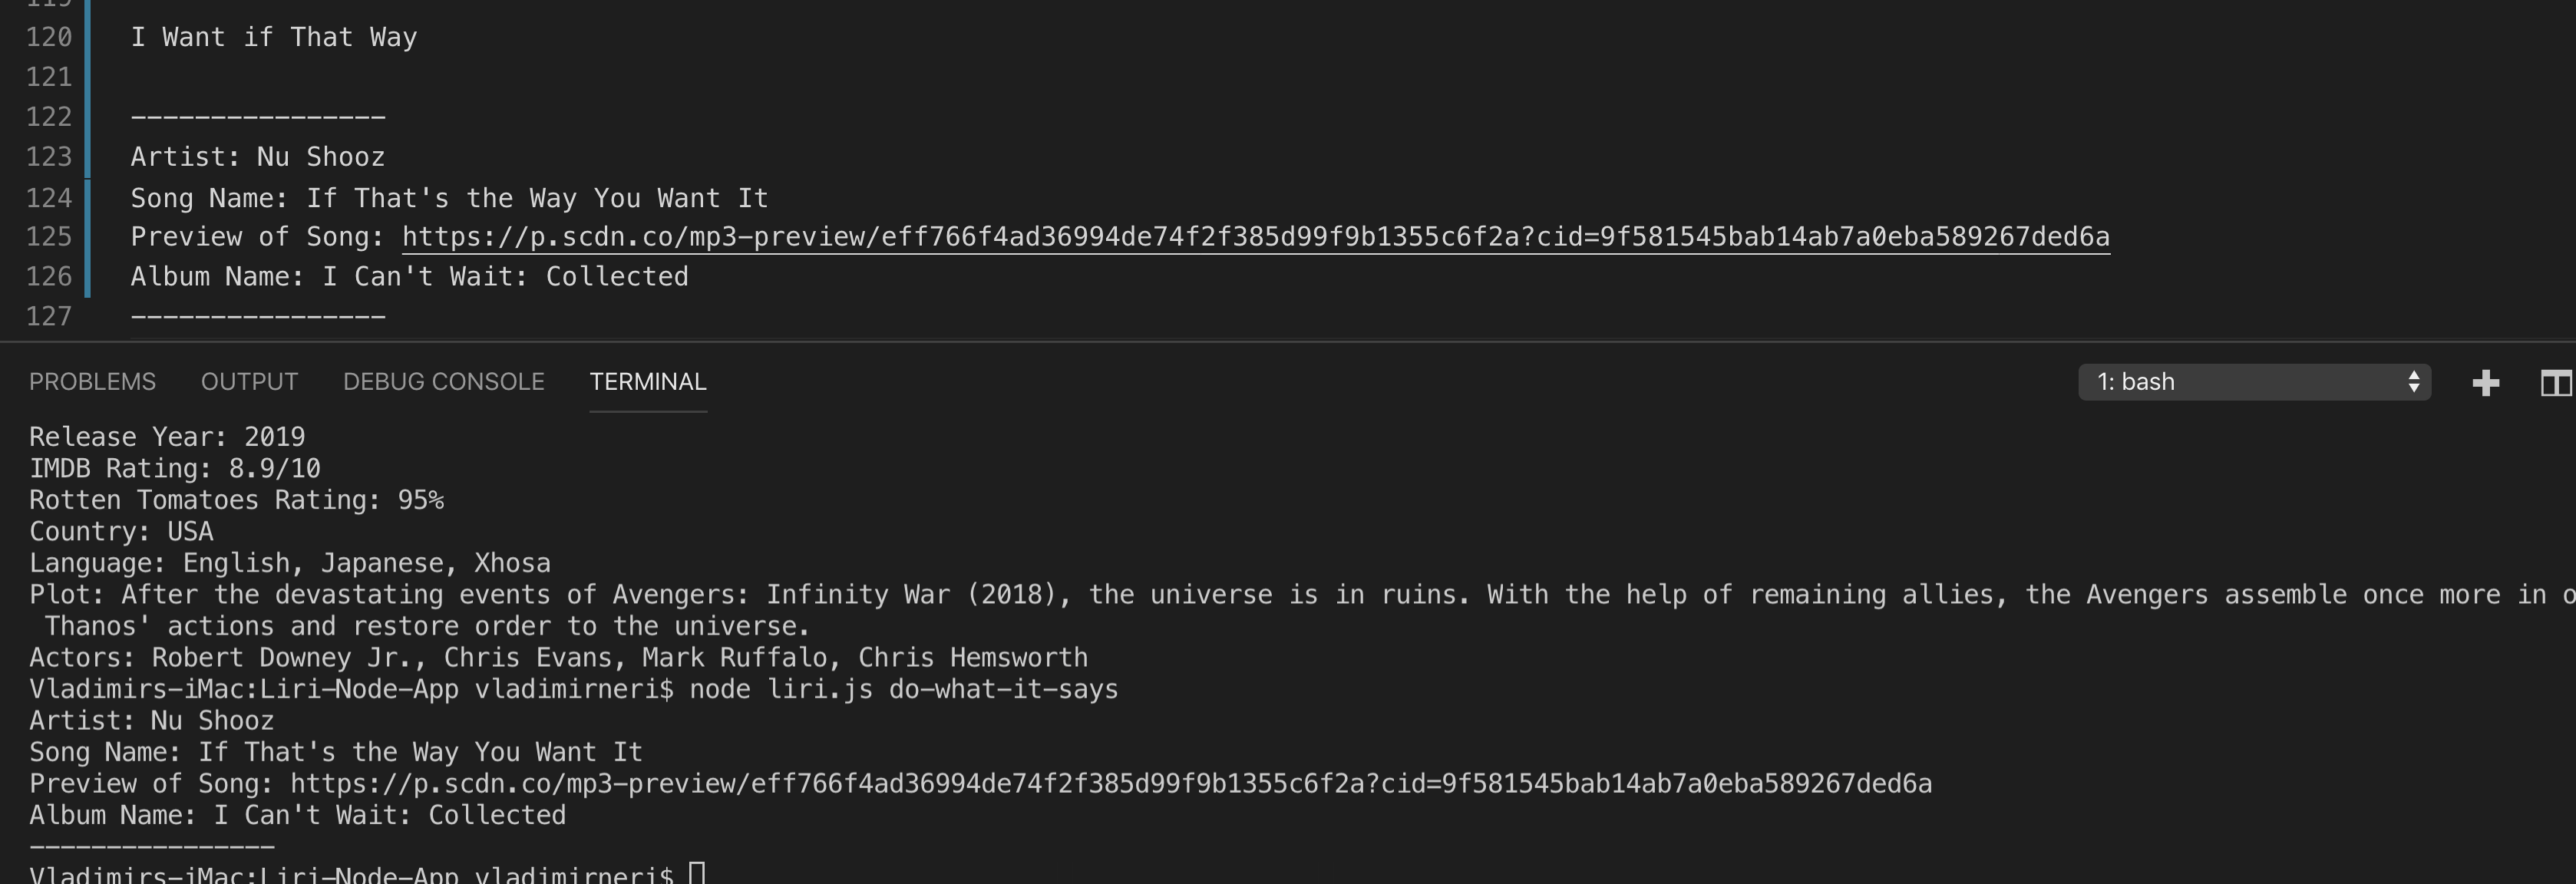 119
120 I Want if That Way
121
122 ----------------
123 Artist: Nu Shooz
124 Song Name: If That's the Way You Want It
125 Preview of Song: https://p.scdn.co/mp3-preview/eff766f4ad36994de74f2f385d99f9b1355c6f2a?cid=9f581545bab14ab7a0eba589267ded6a
126 Album Name: I Can't Wait: Collected
127 ----------------
PROBLEMS OUTPUT DEBUG CONSOLE TERMINAL 1: bash
Release Year: 2019
IMDB Rating: 8.9/10
Rotten Tomatoes Rating: 95%
Country: USA
Language: English, Japanese, Xhosa
Plot: After the devastating events of Avengers: Infinity War (2018), the universe is in ruins. With the help of remaining allies, the Avengers assemble once more in o
Thanos' actions and restore order to the universe.
Actors: Robert Downey Jr., Chris Evans, Mark Ruffalo, Chris Hemsworth
Vladimirs-iMac:Liri-Node-App vladimirneri$ node liri.js do-what-it-says
Artist: Nu Shooz
Song Name: If That's the Way You Want It
Preview of Song: https://p.scdn.co/mp3-preview/eff766f4ad36994de74f2f385d99f9b1355c6f2a?cid=9f581545bab14ab7a0eba589267ded6a
Album Name: I Can't Wait: Collected
----------------
Vladimirs-iMac:Liri-Node-App vladimirneri$